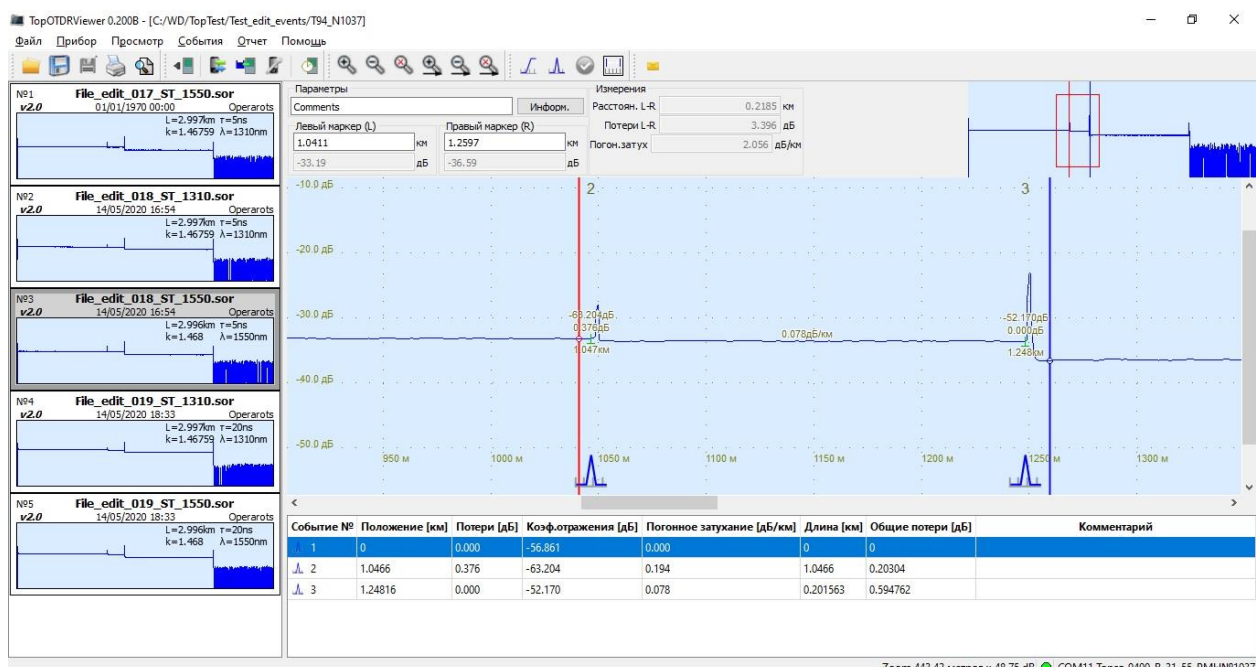 TopOTDRViewer 0.200B - [C:/WD/TopTest/Test_edit_events/T94_N1037]
Файл Прибор Просмотр События Отчет Помощь
№1 File_edit_017_ST_1550.sor
v2.0 01/01/1970 00:00 Operarots
L=2.997km τ=5ns
k=1.46759 λ=1310nm
№2 File_edit_018_ST_1310.sor
v2.0 14/05/2020 16:54 Operarots
L=2.997km τ=5ns
k=1.46759 λ=1310nm
№3 File_edit_018_ST_1550.sor
v2.0 14/05/2020 16:54 Operarots
L=2.996km τ=5ns
k=1.468 λ=1550nm
№4 File_edit_019_ST_1310.sor
v2.0 14/05/2020 18:33 Operarots
L=2.997km τ=20ns
k=1.46759 λ=1310nm
№5 File_edit_019_ST_1550.sor
v2.0 14/05/2020 18:33 Operarots
L=2.996km τ=20ns
k=1.468 λ=1550nm
Параметры
Comments Информ.
Левый маркер (L) Правый маркер (R)
1.0411 км 1.2597 км
-33.19 дБ -36.59 дБ
Измерения
Расстоян. L-R 0.2185 км
Потери L-R 3.396 дБ
Погон.затух 2.056 дБ/км
-10.0 дБ 2 3
-20.0 дБ
-30.0 дБ -63.204дБ -52.170дБ
0.376дБ 0.078дБ/км 0.000дБ
1.047км 1.248км
-40.0 дБ
-50.0 дБ
950 м 1000 м 1050 м 1100 м 1150 м 1200 м 1250 м 1300 м
Событие № Положение [км] Потери [дБ] Коэф.отражения [дБ] Погонное затухание [дБ/км] Длина [км] Общие потери [дБ] Комментарий
1 0 0.000 -56.861 0.000 0 0
2 1.0466 0.376 -63.204 0.194 1.0466 0.20304
3 1.24816 0.000 -52.170 0.078 0.201563 0.594762